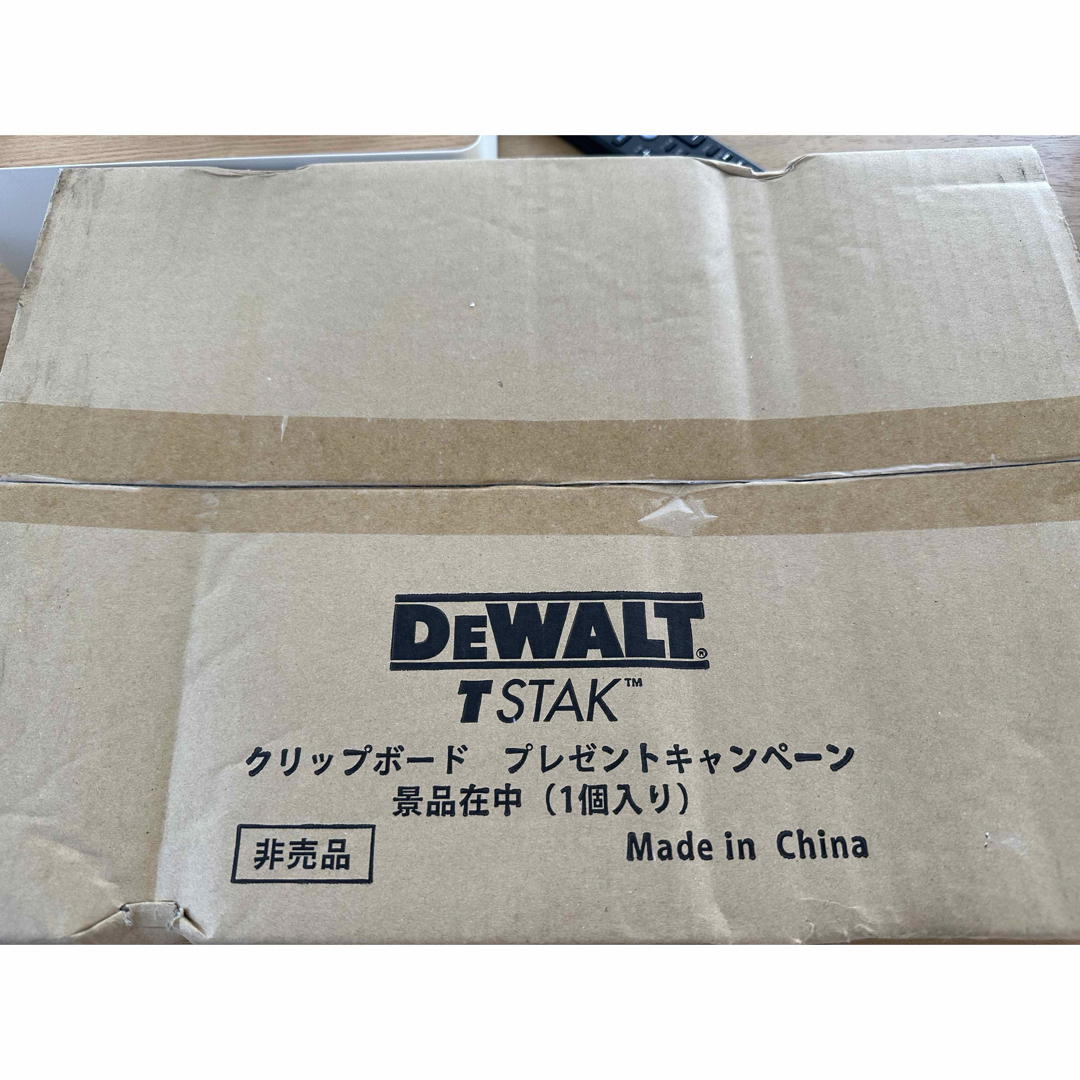 DEWALT®
TSTAK™
クリップボード　プレゼントキャンペーン
景品在中（1個入り）
非売品
Made in China